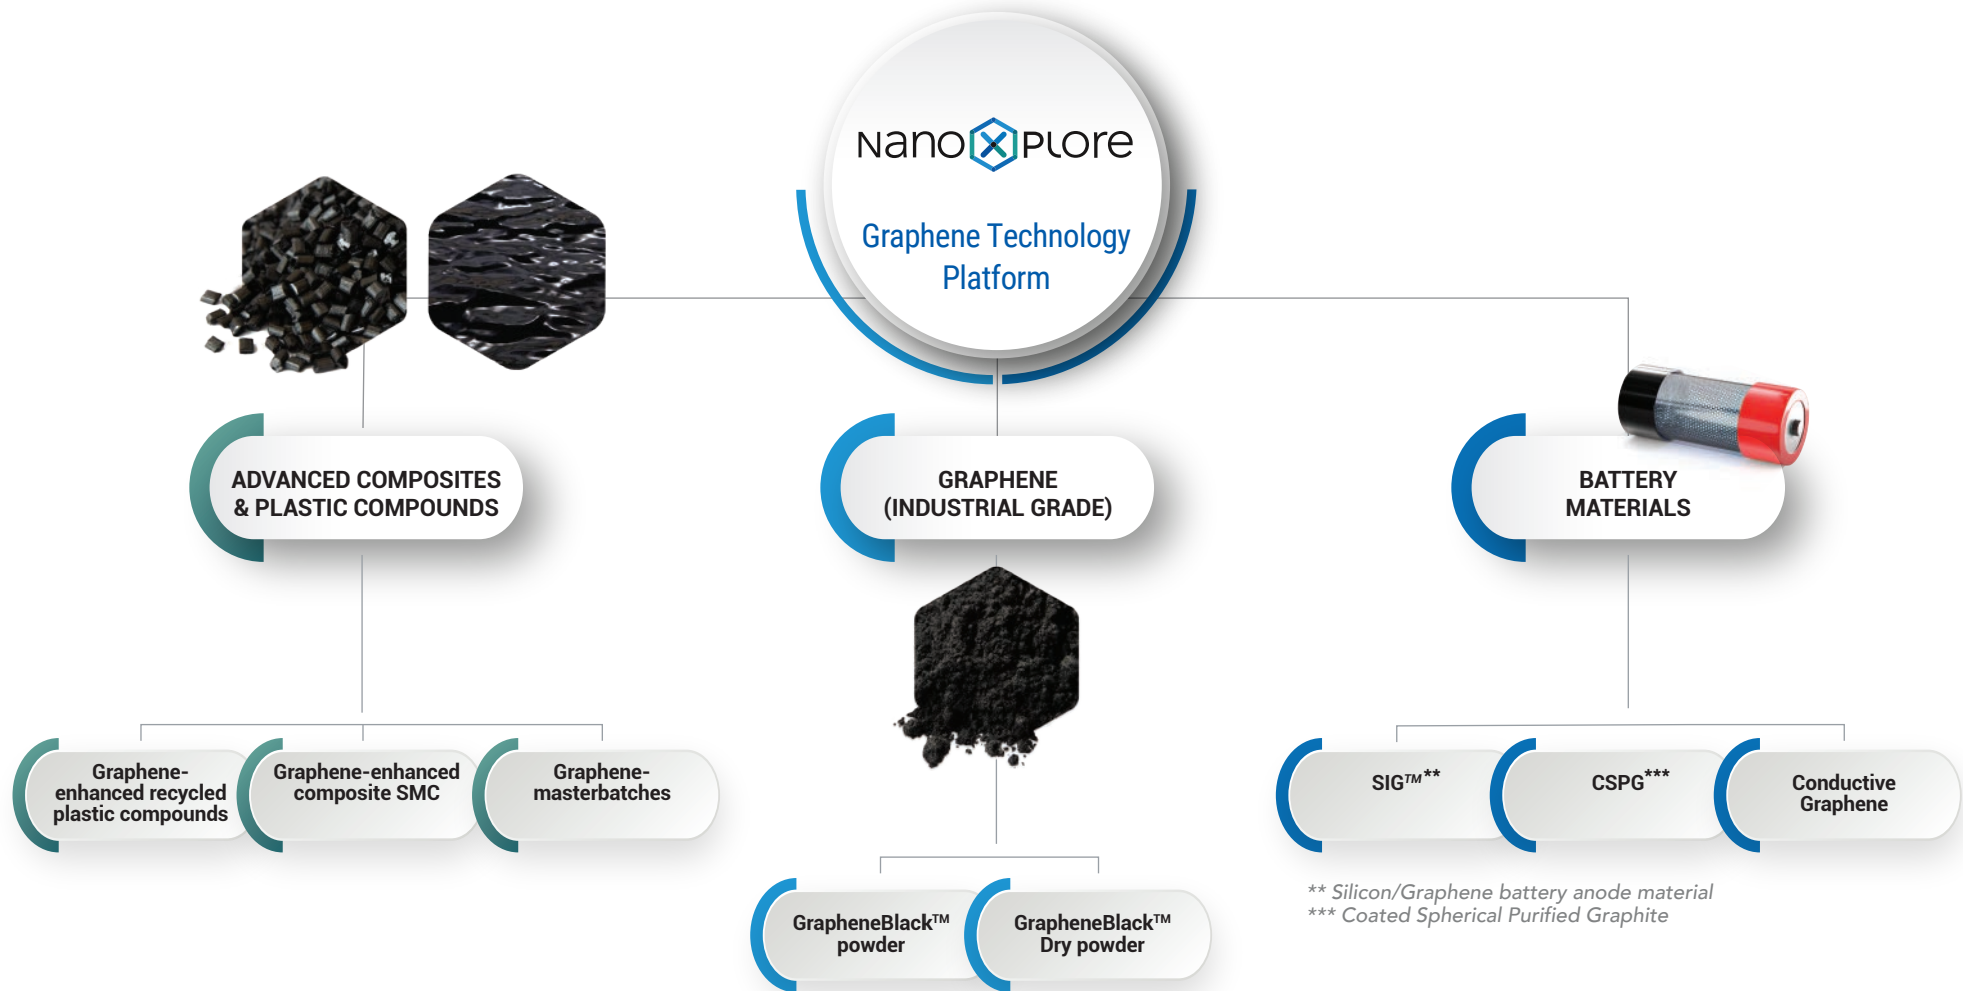 NanoXplore
Graphene Technology
Platform
ADVANCED COMPOSITES
& PLASTIC COMPOUNDS
GRAPHENE
(INDUSTRIAL GRADE)
BATTERY
MATERIALS
Graphene-
enhanced recycled
plastic compounds
Graphene-enhanced
composite SMC
Graphene-
masterbatches
SIG™**
CSPG***
Conductive
Graphene
** Silicon/Graphene battery anode material
*** Coated Spherical Purified Graphite
GrapheneBlack™
powder
GrapheneBlack™
Dry powder